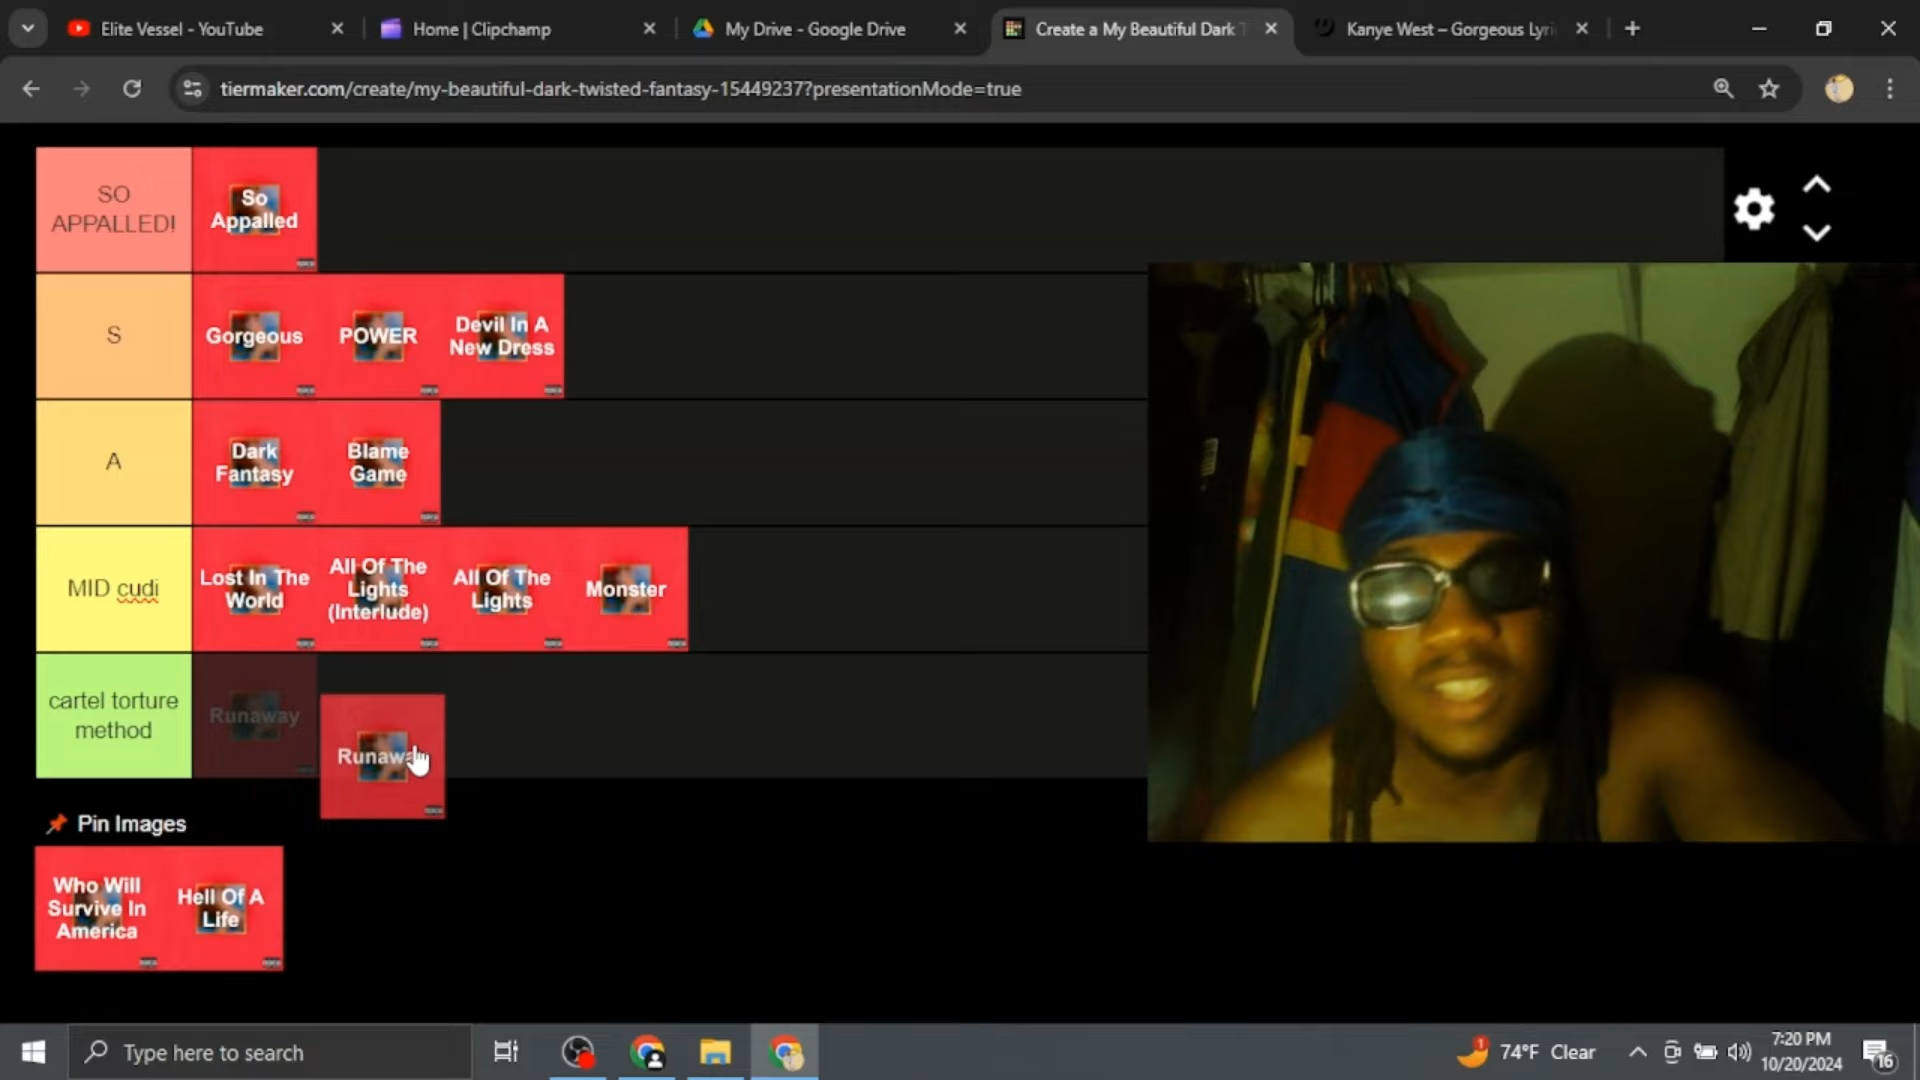 Elite Vessel - YouTube
Home | Clipchamp
My Drive - Google Drive
Create a My Beautiful Dark T
Kanye West – Gorgeous Lyri
tiermaker.com/create/my-beautiful-dark-twisted-fantasy-15449237?presentationMode=true
SO
APPALLED!
So
Appalled
S
Gorgeous
POWER
Devil In A
New Dress
A
Dark
Fantasy
Blame
Game
MID cudi
Lost In The
World
All Of The
Lights
(Interlude)
All Of The
Lights
Monster
cartel torture
method
Runaway
Runaw
Pin Images
Who Will
Survive In
America
Hell Of A
Life
Type here to search
1
74°F Clear
7:20 PM
10/20/2024
16